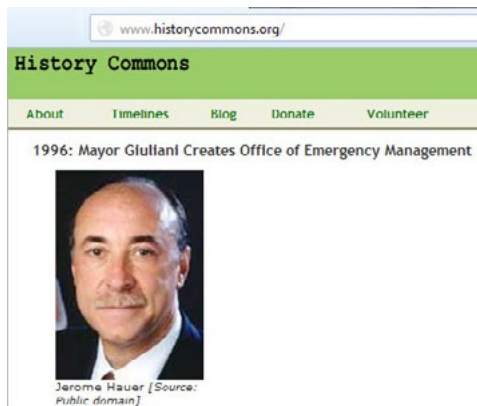 www.historycommons.org/
History Commons
About Timelines Blog Donate Volunteer
1996: Mayor Giuliani Creates Office of Emergency Management
Jerome Hauer [Source:
Public domain]